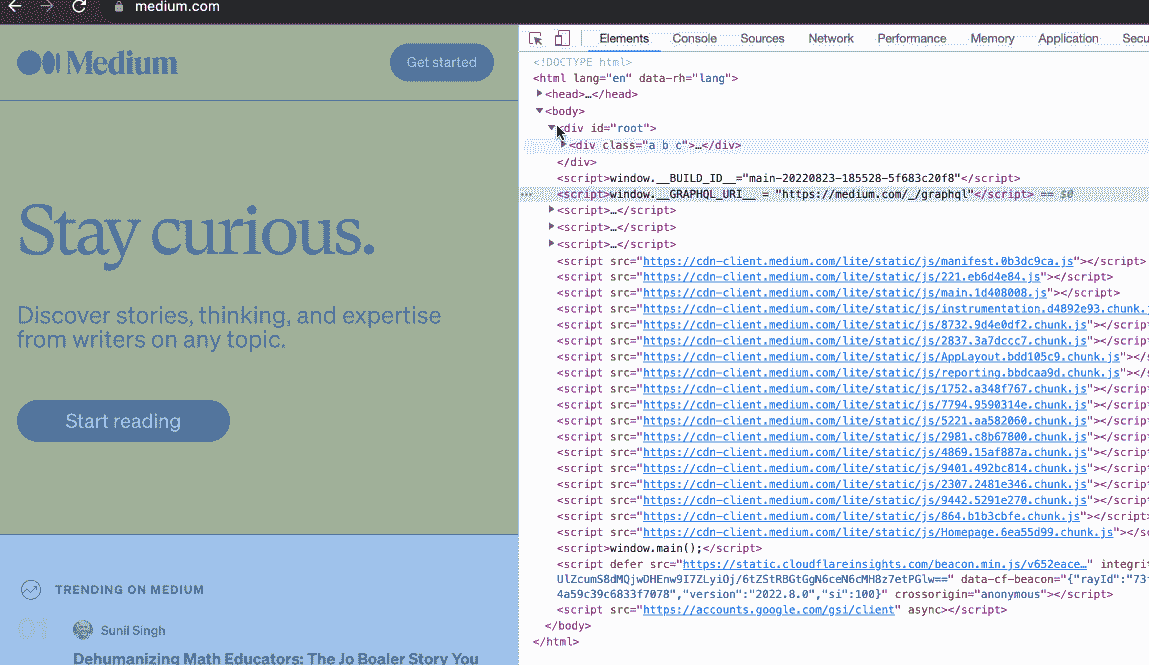 medium.com
Medium
Get started
Stay curious.
Discover stories, thinking, and expertise
from writers on any topic.
Start reading
TRENDING ON MEDIUM
01
Sunil Singh
Dehumanizing Math Educators: The Jo Boaler Story You
Elements Console Sources Network Performance Memory Application Secu
<!DOCTYPE html>
<html lang="en" data-rh="lang">
<head>…</head>
<body>
<div id="root">
<div class="a b c">…</div>
</div>
<script>window.__BUILD_ID__="main-20220823-185528-5f683c20f8"</script>
<script>window.__GRAPHQL_URI__ = "https://medium.com/_/graphql"</script> == $0
<script>…</script>
<script>…</script>
<script>…</script>
<script src="https://cdn-client.medium.com/lite/static/js/manifest.0b3dc9ca.js"></script>
<script src="https://cdn-client.medium.com/lite/static/js/221.eb6d4e84.js"></script>
<script src="https://cdn-client.medium.com/lite/static/js/main.1d408008.js"></script>
<script src="https://cdn-client.medium.com/lite/static/js/instrumentation.d4892e93.chunk.j
<script src="https://cdn-client.medium.com/lite/static/js/8732.9d4e0df2.chunk.js"></script
<script src="https://cdn-client.medium.com/lite/static/js/2837.3a7dccc7.chunk.js"></script
<script src="https://cdn-client.medium.com/lite/static/js/AppLayout.bdd105c9.chunk.js"></s
<script src="https://cdn-client.medium.com/lite/static/js/reporting.bbdcaa9d.chunk.js"></s
<script src="https://cdn-client.medium.com/lite/static/js/1752.a348f767.chunk.js"></script
<script src="https://cdn-client.medium.com/lite/static/js/7794.9590314e.chunk.js"></script
<script src="https://cdn-client.medium.com/lite/static/js/5221.aa582060.chunk.js"></script
<script src="https://cdn-client.medium.com/lite/static/js/2981.c8b67800.chunk.js"></script
<script src="https://cdn-client.medium.com/lite/static/js/4869.15af887a.chunk.js"></script
<script src="https://cdn-client.medium.com/lite/static/js/9401.492bc814.chunk.js"></script
<script src="https://cdn-client.medium.com/lite/static/js/2307.2481e346.chunk.js"></script
<script src="https://cdn-client.medium.com/lite/static/js/9442.5291e270.chunk.js"></script
<script src="https://cdn-client.medium.com/lite/static/js/864.b1b3cbfe.chunk.js"></script>
<script src="https://cdn-client.medium.com/lite/static/js/Homepage.6ea55d99.chunk.js"></sc
<script>window.main();</script>
<script defer src="https://static.cloudflareinsights.com/beacon.min.js/v652eace…" integrit
UlZcumS8dMQjwDHEnw9I7ZLyiOj/6tZStRBGtGgN6ceN6cMH8z7etPGlw==" data-cf-beacon="{"rayId":"73f
4a59c39c6833f7078","version":"2022.8.0","si":100}" crossorigin="anonymous"></script>
<script src="https://accounts.google.com/gsi/client" async></script>
</body>
</html>